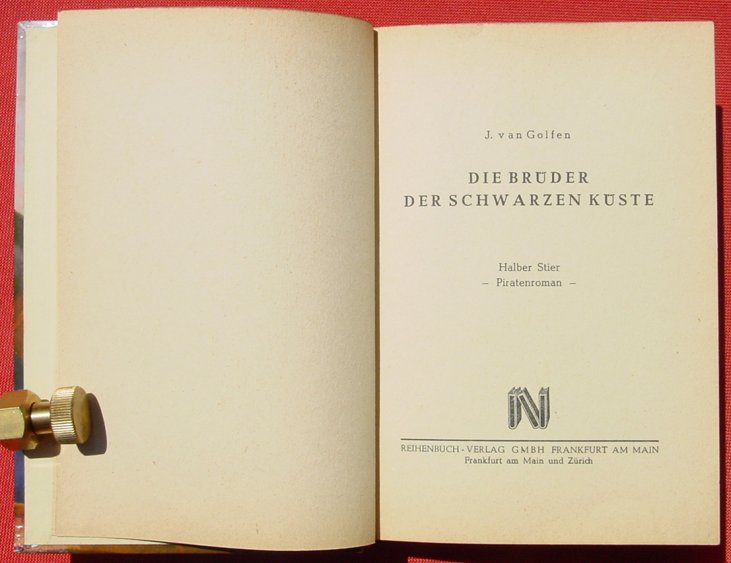 J. van Golfen
DIE BRÜDER
DER SCHWARZEN KÜSTE
Halber Stier
– Piratenroman –
REIHENBUCH-VERLAG GMBH FRANKFURT AM MAIN
Frankfurt am Main und Zürich